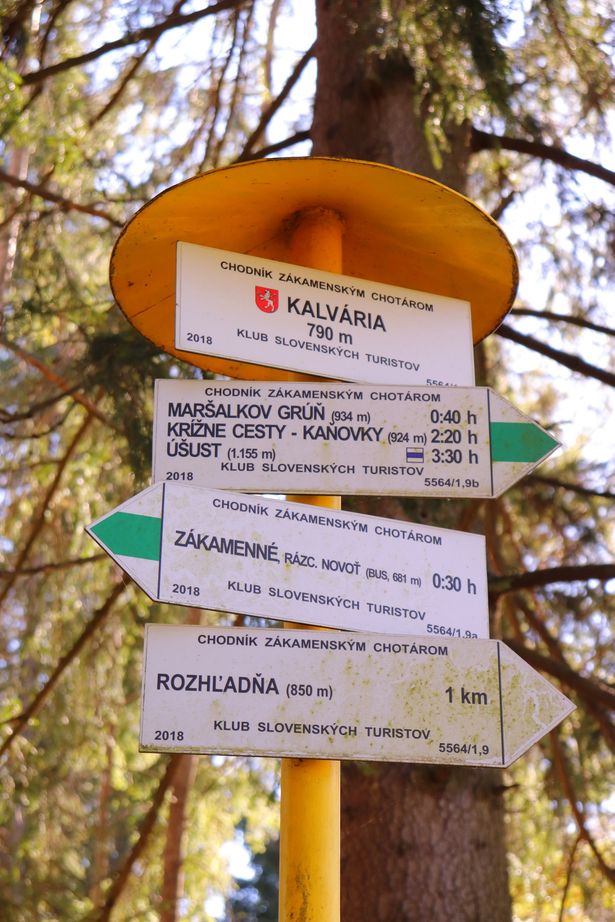 CHODNÍK ZÁKAMENSKÝM CHOTÁROM
KALVÁRIA
790 m
2018 KLUB SLOVENSKÝCH TURISTOV 5564/1,9
CHODNÍK ZÁKAMENSKÝM CHOTÁROM
MARŠALKOV GRÚŇ (934 m) 0:40 h
KRÍŽNE CESTY - KAŇOVKY (924 m) 2:20 h
ÚŠUST (1.155 m) 3:30 h
2018 KLUB SLOVENSKÝCH TURISTOV 5564/1,9b
CHODNÍK ZÁKAMENSKÝM CHOTÁROM
ZÁKAMENNÉ, RÁZC. NOVOŤ (BUS, 681 m) 0:30 h
2018 KLUB SLOVENSKÝCH TURISTOV 5564/1,9a
CHODNÍK ZÁKAMENSKÝM CHOTÁROM
ROZHĽADŇA (850 m) 1 km
2018 KLUB SLOVENSKÝCH TURISTOV 5564/1,9